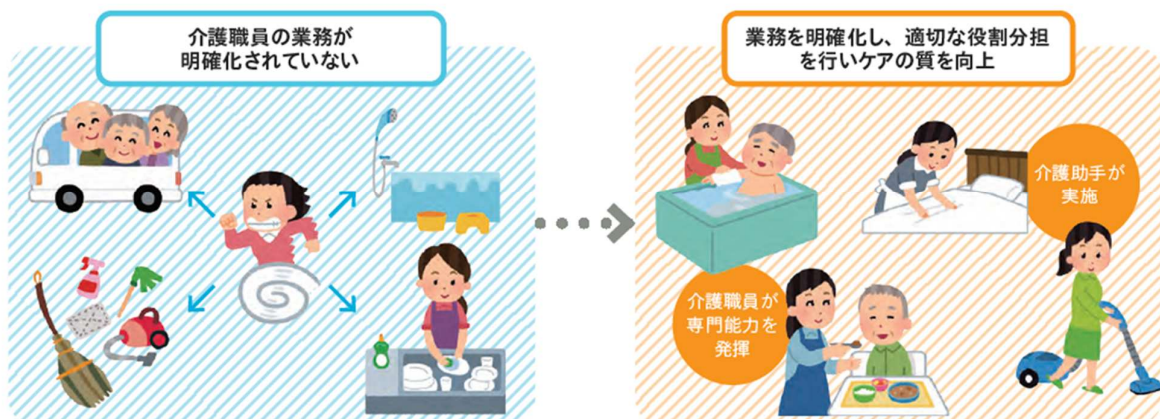 介護職員の業務が
明確化されていない
業務を明確化し、適切な役割分担
を行いケアの質を向上
介護助手が
実施
介護職員が
専門能力を
発揮